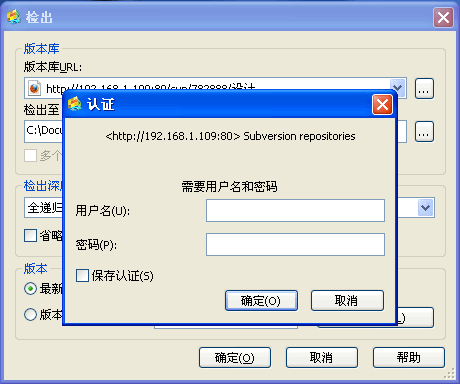 检出
版本库
版本库URL:
http://192.168.1.109:80/svn/782888/设计
...
检出至
C:\Docu
...
多个
检出深
全递归
省略
版本
最新
版本
L)
确定(O)
取消
帮助
认证
<http://192.168.1.109:80> Subversion repositories
需要用户名和密码
用户名(U):
密码(P):
保存认证(S)
确定(O)
取消